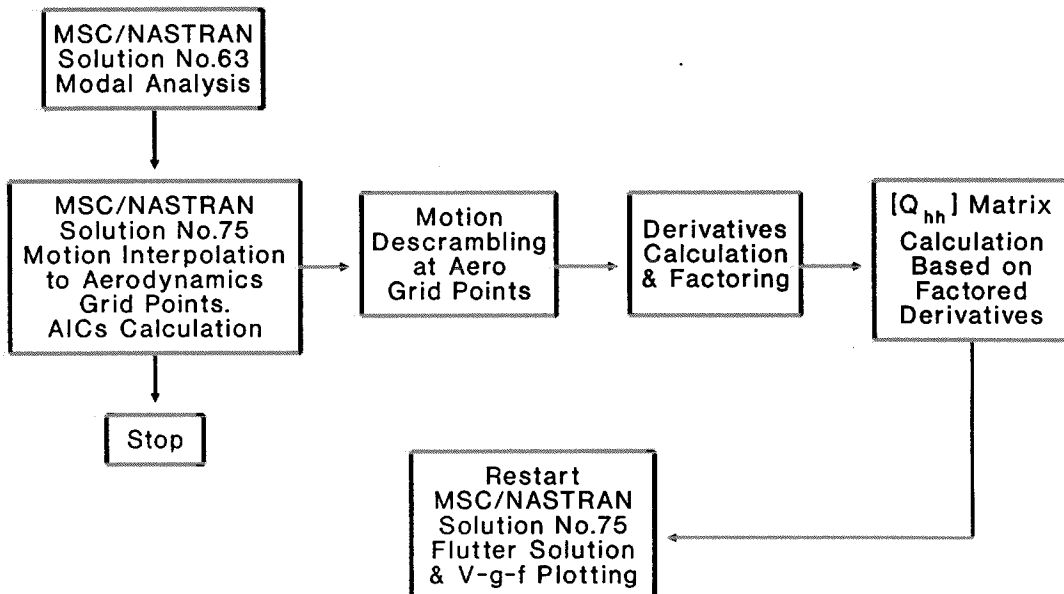 MSC/NASTRAN
Solution No.63
Modal Analysis
MSC/NASTRAN
Solution No.75
Motion Interpolation
to Aerodynamics
Grid Points.
AICs Calculation
Motion
Descrambling
at Aero
Grid Points
Derivatives
Calculation
& Factoring
[Qhh] Matrix
Calculation
Based on
Factored
Derivatives
Stop
Restart
MSC/NASTRAN
Solution No.75
Flutter Solution
& V-g-f Plotting